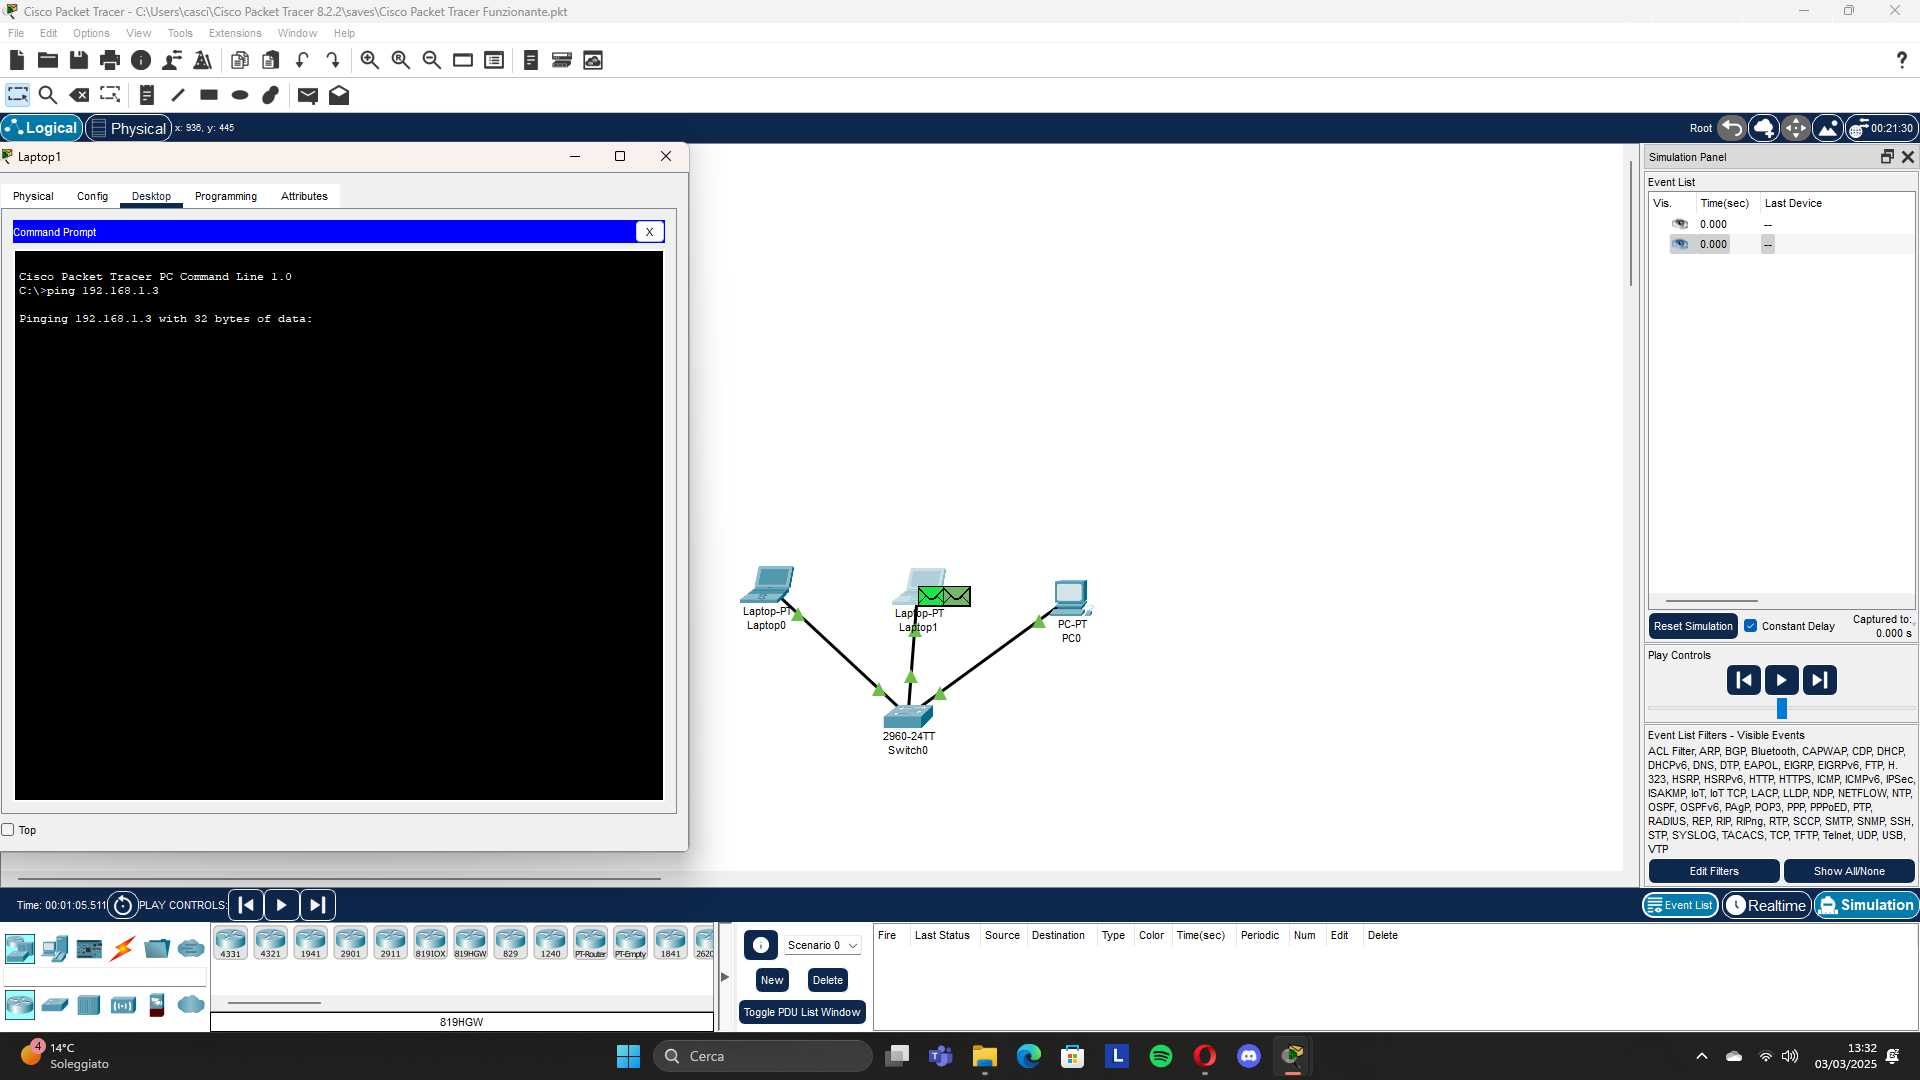 Cisco Packet Tracer - C:\Users\casci\Cisco Packet Tracer 8.2.2\saves\Cisco Packet Tracer Funzionante.pkt
File Edit Options View Tools Extensions Window Help
?
Logical Physical x: 936, y: 445 Root 00:21:30
Laptop1
Physical Config Desktop Programming Attributes
Command Prompt X
Cisco Packet Tracer PC Command Line 1.0
C:\>ping 192.168.1.3
Pinging 192.168.1.3 with 32 bytes of data:
Top
Laptop-PT
Laptop0
Laptop-PT
Laptop1
PC-PT
PC0
2960-24TT
Switch0
Simulation Panel
Event List
Vis. Time(sec) Last Device
0.000 --
0.000 --
Reset Simulation Constant Delay Captured to:
0.000 s
Play Controls
Event List Filters - Visible Events
ACL Filter, ARP, BGP, Bluetooth, CAPWAP, CDP, DHCP,
DHCPv6, DNS, DTP, EAPOL, EIGRP, EIGRPv6, FTP, H.
323, HSRP, HSRPv6, HTTP, HTTPS, ICMP, ICMPv6, IPSec,
ISAKMP, IoT, IoT TCP, LACP, LLDP, NDP, NETFLOW, NTP,
OSPF, OSPFv6, PAgP, POP3, PPP, PPPoED, PTP,
RADIUS, REP, RIP, RIPng, RTP, SCCP, SMTP, SNMP, SSH,
STP, SYSLOG, TACACS, TCP, TFTP, Telnet, UDP, USB,
VTP
Edit Filters Show All/None
Time: 00:01:05.511 PLAY CONTROLS: Event List Realtime Simulation
4331 4321 1941 2901 2911 819IOX 819HGW 829 1240 PT-Router PT-Empty 1841 2620
819HGW
Scenario 0
New Delete
Toggle PDU List Window
Fire Last Status Source Destination Type Color Time(sec) Periodic Num Edit Delete
4 14°C
Soleggiato
Cerca
L
13:32
03/03/2025